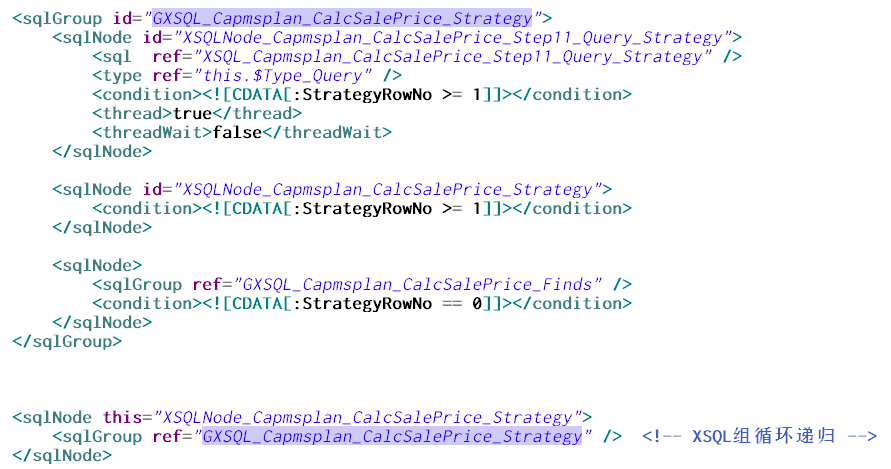 <sqlGroup id="GXSQL_Capmsplan_CalcSalePrice_Strategy">
<sqlNode id="XSQLNode_Capmsplan_CalcSalePrice_Step11_Query_Strategy">
<sql  ref="XSQL_Capmsplan_CalcSalePrice_Step11_Query_Strategy" />
<type ref="this.$Type_Query" />
<condition><![CDATA[:StrategyRowNo >= 1]]></condition>
<thread>true</thread>
<threadWait>false</threadWait>
</sqlNode>
<sqlNode id="XSQLNode_Capmsplan_CalcSalePrice_Strategy">
<condition><![CDATA[:StrategyRowNo >= 1]]></condition>
</sqlNode>
<sqlNode>
<sqlGroup ref="GXSQL_Capmsplan_CalcSalePrice_Finds" />
<condition><![CDATA[:StrategyRowNo == 0]]></condition>
</sqlNode>
</sqlGroup>
<sqlNode this="XSQLNode_Capmsplan_CalcSalePrice_Strategy">
<sqlGroup ref="GXSQL_Capmsplan_CalcSalePrice_Strategy" />  <!-- XSQL组循环递归 -->
</sqlNode>